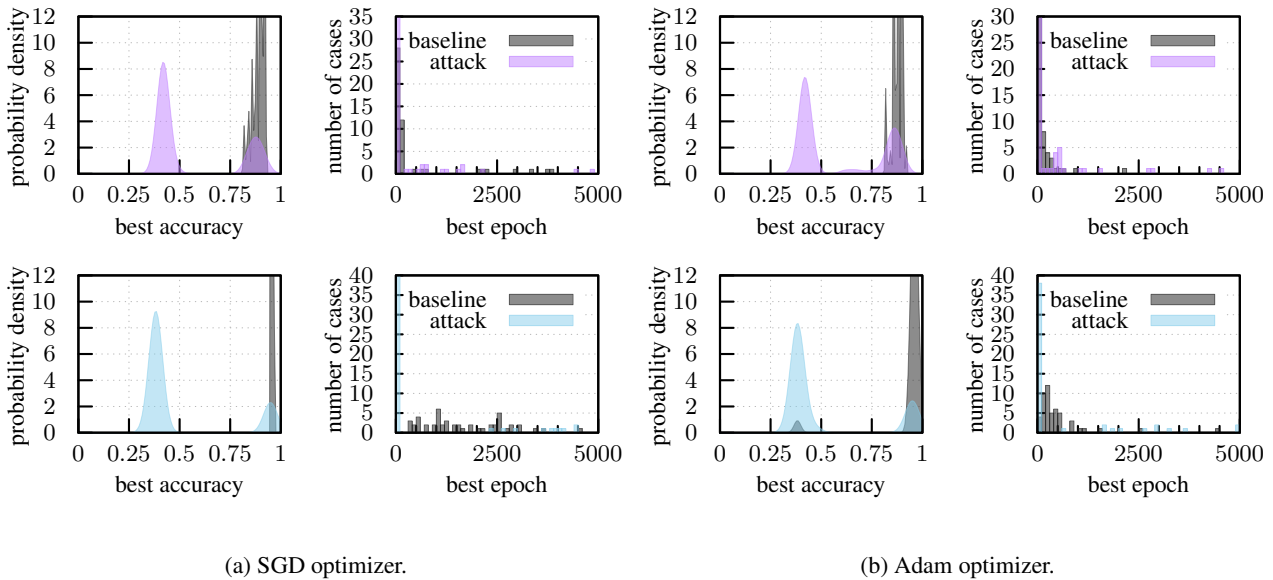 probability density
12
10
8
6
4
2
0
0 0.25 0.5 0.75 1
best accuracy
number of cases
35
30
25
20
15
10
5
0
baseline
attack
0 2500 5000
best epoch
probability density
12
10
8
6
4
2
0
0 0.25 0.5 0.75 1
best accuracy
number of cases
30
25
20
15
10
5
0
baseline
attack
0 2500 5000
best epoch
probability density
12
10
8
6
4
2
0
0 0.25 0.5 0.75 1
best accuracy
number of cases
40
35
30
25
20
15
10
5
0
baseline
attack
0 2500 5000
best epoch
probability density
12
10
8
6
4
2
0
0 0.25 0.5 0.75 1
best accuracy
number of cases
40
35
30
25
20
15
10
5
0
baseline
attack
0 2500 5000
best epoch
(a) SGD optimizer.
(b) Adam optimizer.